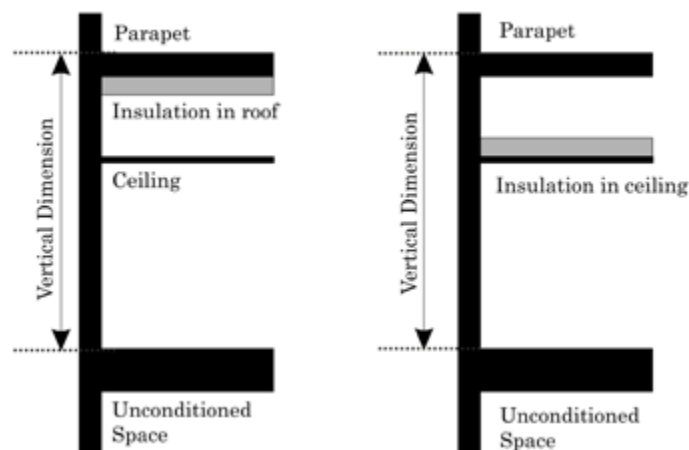 Parapet
Insulation in roof
Ceiling
Vertical Dimension
Unconditioned
Space
Parapet
Insulation in ceiling
Vertical Dimension
Unconditioned
Space